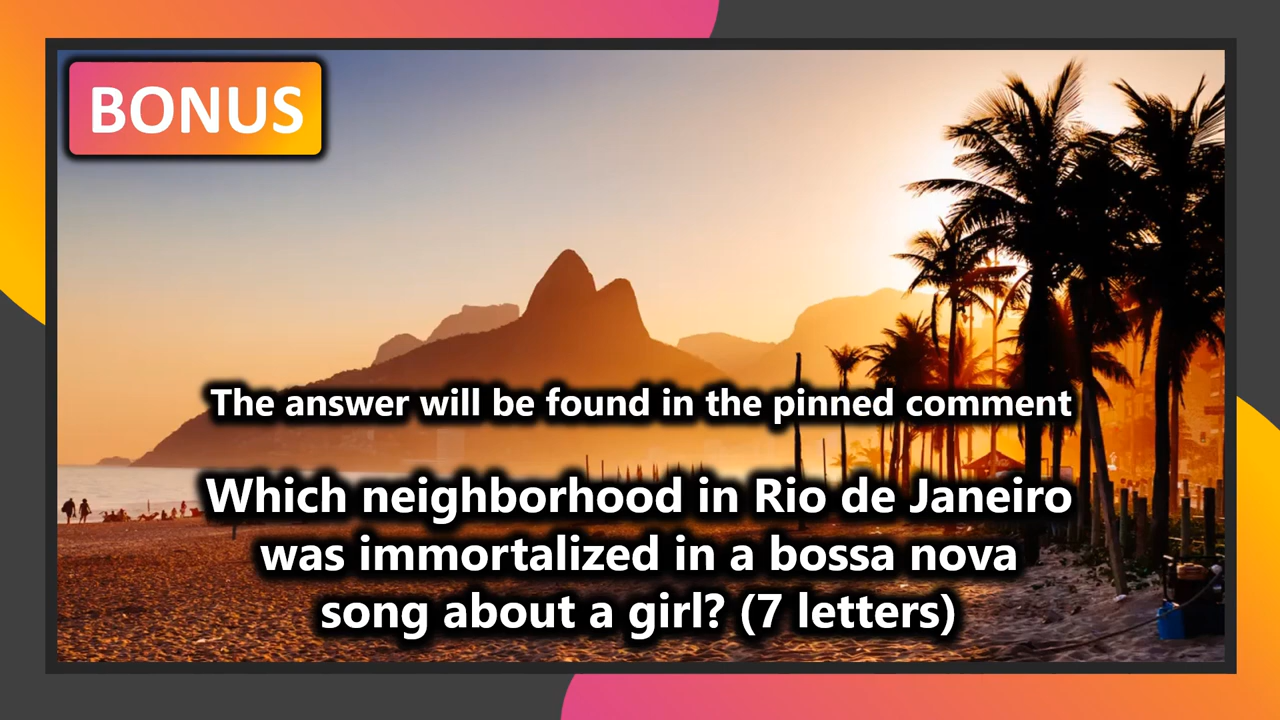 BONUS
The answer will be found in the pinned comment
Which neighborhood in Rio de Janeiro
was immortalized in a bossa nova
song about a girl? (7 letters)